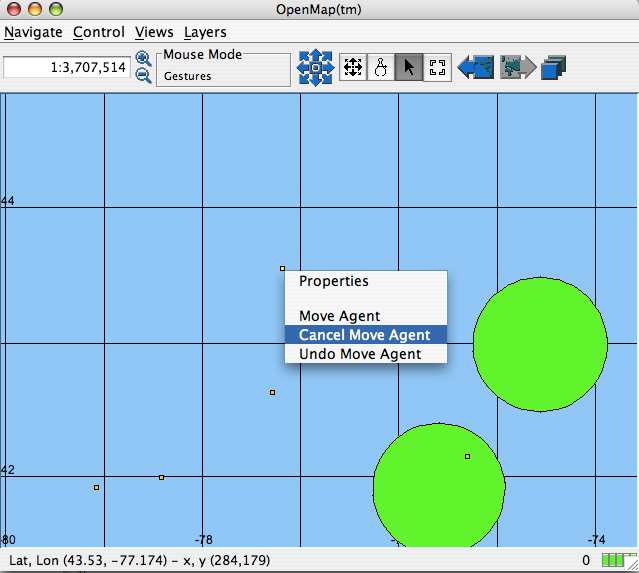 OpenMap(tm)
Navigate Control Views Layers
1:3,707,514
Mouse Mode
Gestures
44
Properties
Move Agent
Cancel Move Agent
Undo Move Agent
42
-80 -78 -74
Lat, Lon (43.53, -77.174) - x, y (284,179) 0